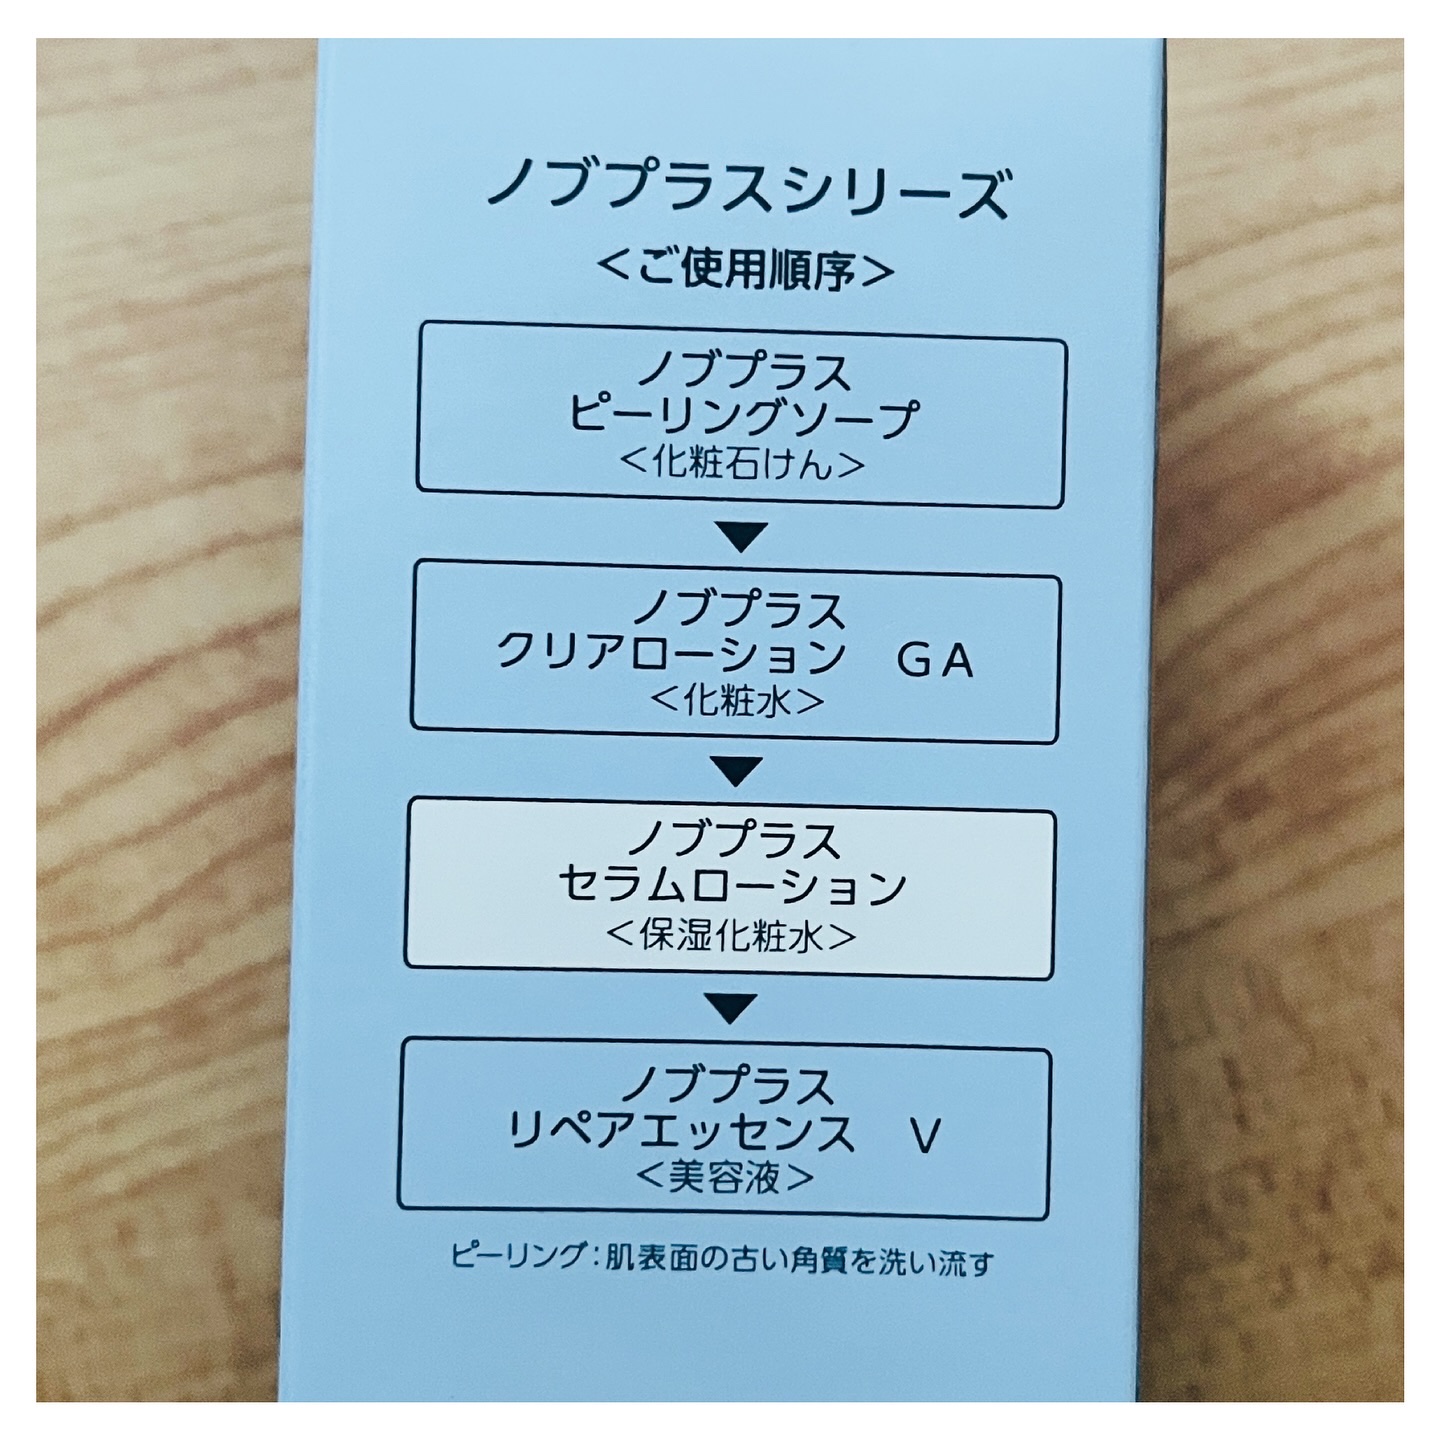 ノブプラスシリーズ
＜ご使用順序＞
ノブプラス
ピーリングソープ
＜化粧石けん＞
▼
ノブプラス
クリアローション　ＧＡ
＜化粧水＞
▼
ノブプラス
セラムローション
＜保湿化粧水＞
▼
ノブプラス
リペアエッセンス　Ｖ
＜美容液＞
ピーリング：肌表面の古い角質を洗い流す